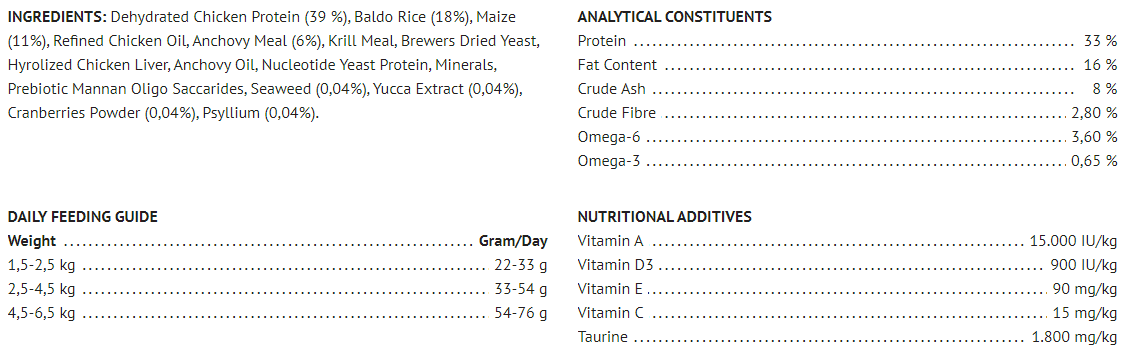 INGREDIENTS: Dehydrated Chicken Protein (39 %), Baldo Rice (18%), Maize
(11%), Refined Chicken Oil, Anchovy Meal (6%), Krill Meal, Brewers Dried Yeast,
Hyrolized Chicken Liver, Anchovy Oil, Nucleotide Yeast Protein, Minerals,
Prebiotic Mannan Oligo Saccarides, Seaweed (0,04%), Yucca Extract (0,04%),
Cranberries Powder (0,04%), Psyllium (0,04%).
ANALYTICAL CONSTITUENTS
Protein 33 %
Fat Content 16 %
Crude Ash 8 %
Crude Fibre 2,80 %
Omega-6 3,60 %
Omega-3 0,65 %
DAILY FEEDING GUIDE
Weight Gram/Day
1,5-2,5 kg 22-33 g
2,5-4,5 kg 33-54 g
4,5-6,5 kg 54-76 g
NUTRITIONAL ADDITIVES
Vitamin A 15.000 IU/kg
Vitamin D3 900 IU/kg
Vitamin E 90 mg/kg
Vitamin C 15 mg/kg
Taurine 1.800 mg/kg